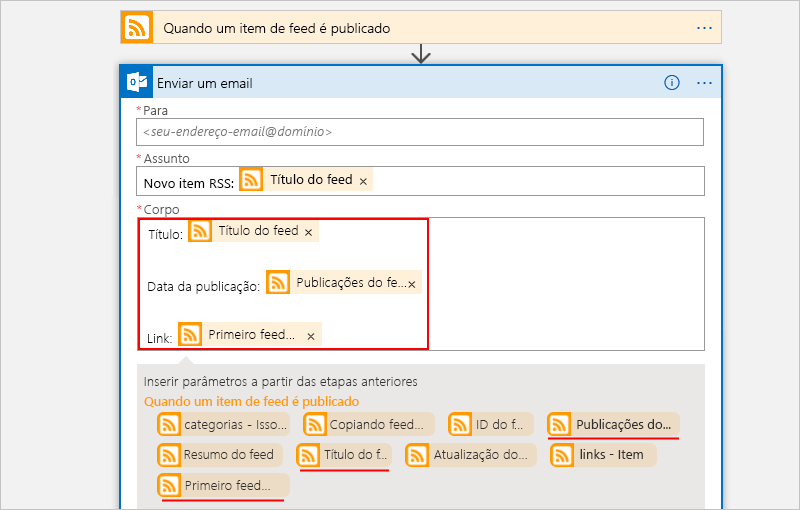 Quando um item de feed é publicado ...
Enviar um email ...
* Para
<seu-endereço-email@domínio>
* Assunto
Novo item RSS: Título do feed ×
* Corpo
Título: Título do feed ×
Data da publicação: Publicações do fe...×
Link: Primeiro feed... ×
Inserir parâmetros a partir das etapas anteriores
Quando um item de feed é publicado
categorias - Isso... Copiando feed... ID do f... Publicações do...
Resumo do feed Título do f... Atualização do... links - Item
Primeiro feed...